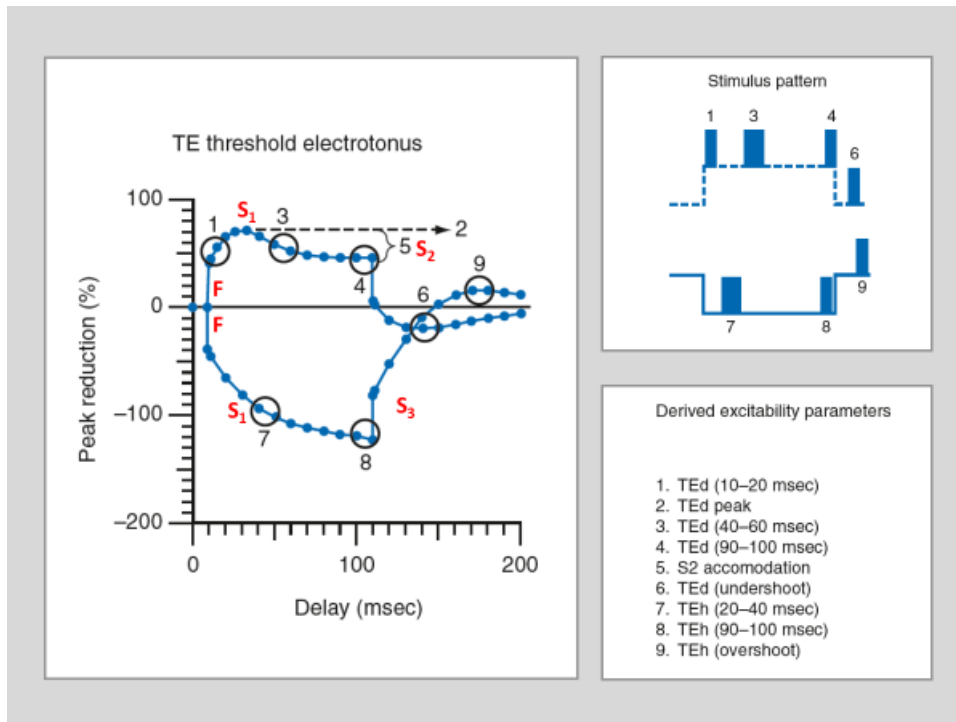 TE threshold electrotonus
100
0
−100
−200
Peak reduction (%)
0
100
200
Delay (msec)
S1
1
3
2
5
S2
4
6
9
F
F
S1
7
8
S3
Stimulus pattern
1
3
4
6
7
8
9
Derived excitability parameters
1. TEd (10–20 msec)
2. TEd peak
3. TEd (40–60 msec)
4. TEd (90–100 msec)
5. S2 accomodation
6. TEd (undershoot)
7. TEh (20–40 msec)
8. TEh (90–100 msec)
9. TEh (overshoot)